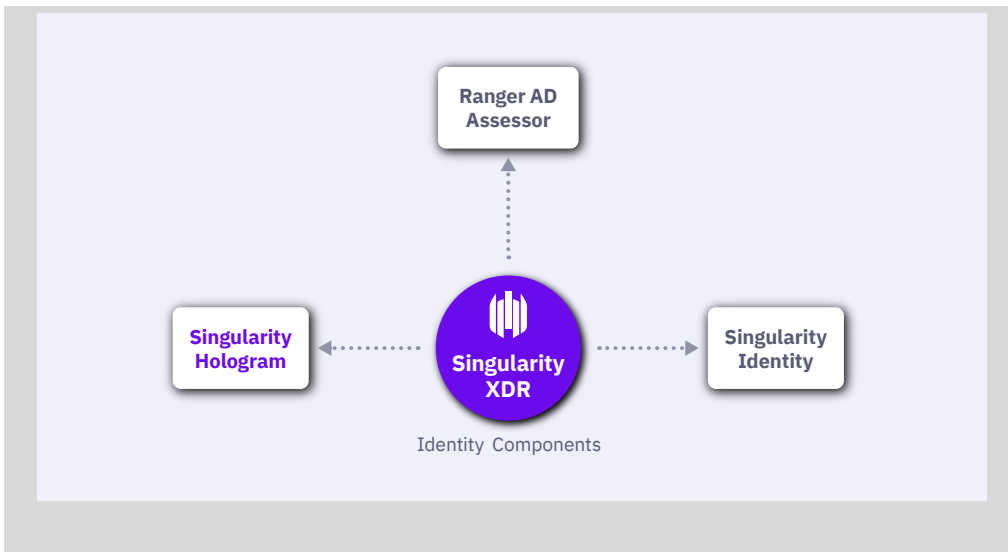 Ranger AD
Assessor
Singularity
Hologram
Singularity
XDR
Singularity
Identity
Identity Components